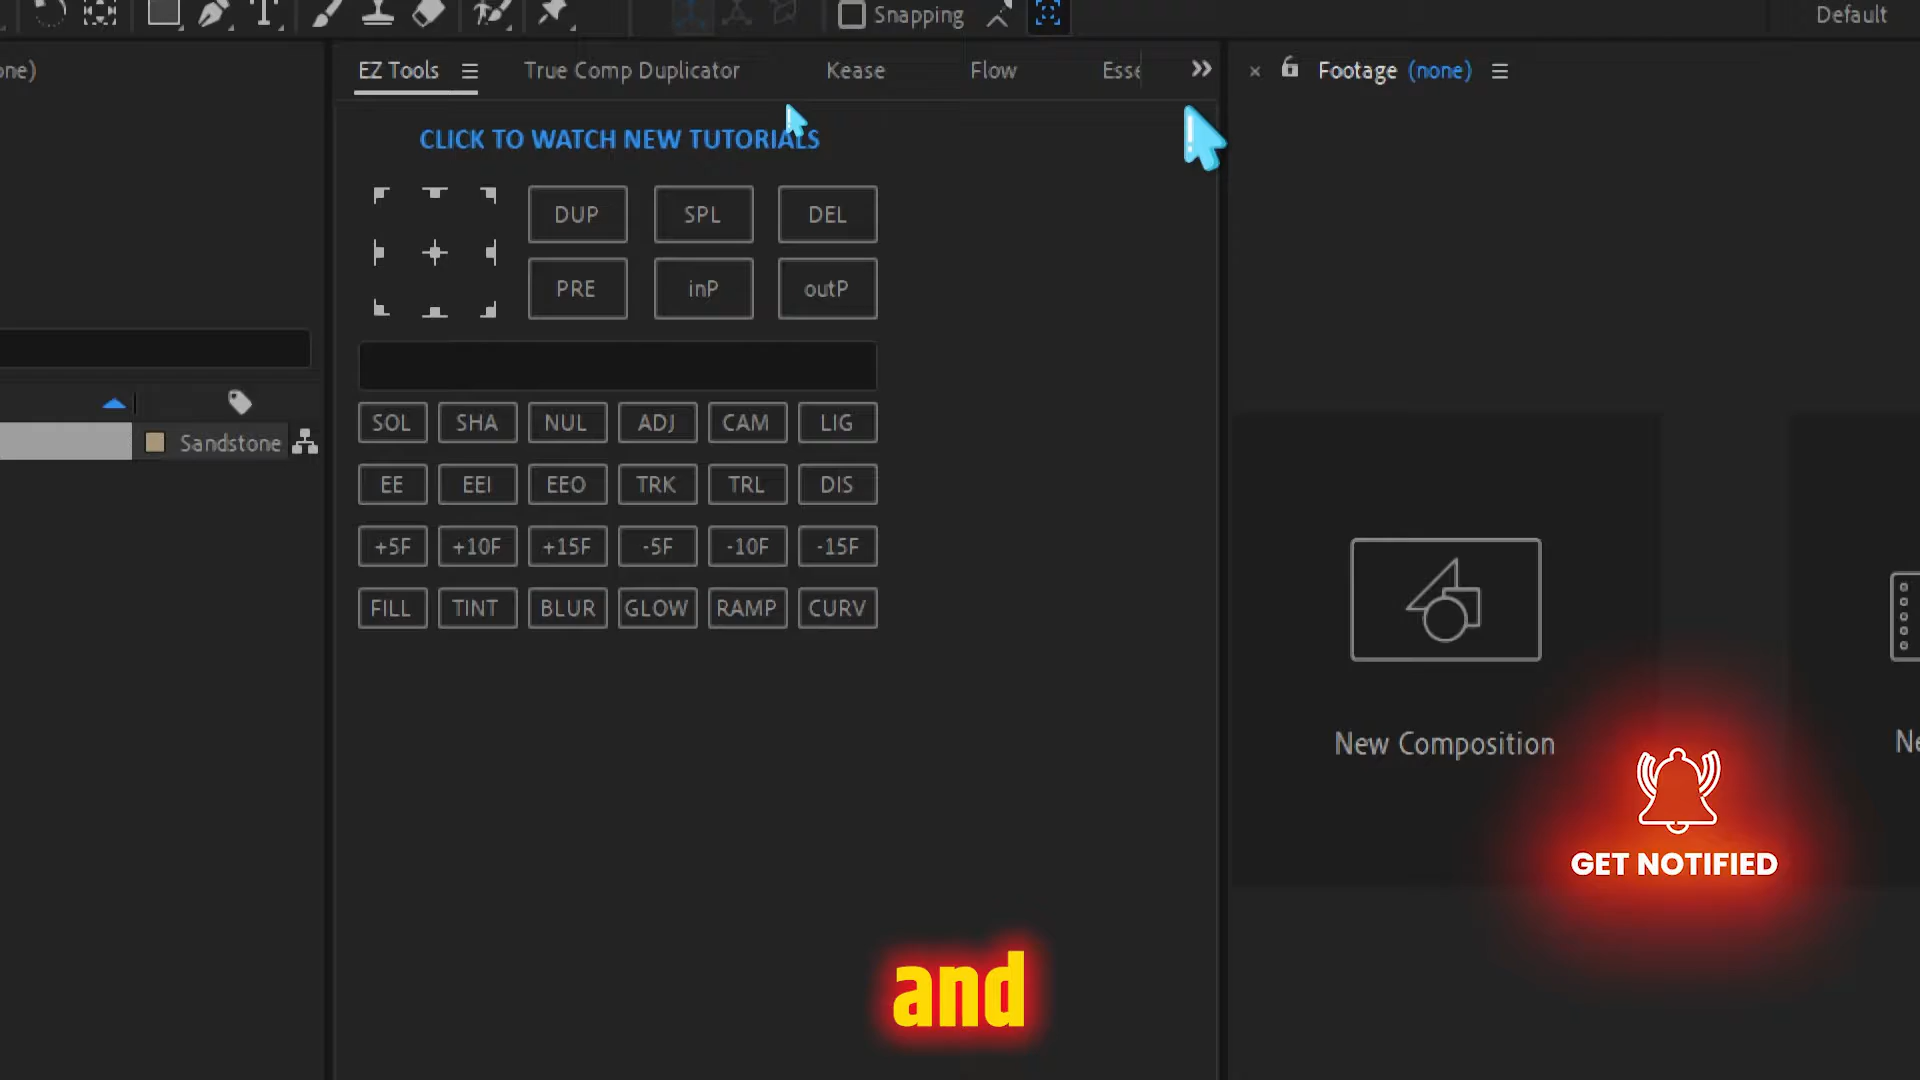 Snapping
Default
one)
EZ Tools
True Comp Duplicator
Kease
Flow
Esse
Footage (none)
CLICK TO WATCH NEW TUTORIALS
DUP SPL DEL
PRE inP outP
SOL SHA NUL ADJ CAM LIG
Sandstone
EE EEI EEO TRK TRL DIS
+5F +10F +15F -5F -10F -15F
FILL TINT BLUR GLOW RAMP CURV
New Composition
Ne
GET NOTIFIED
and